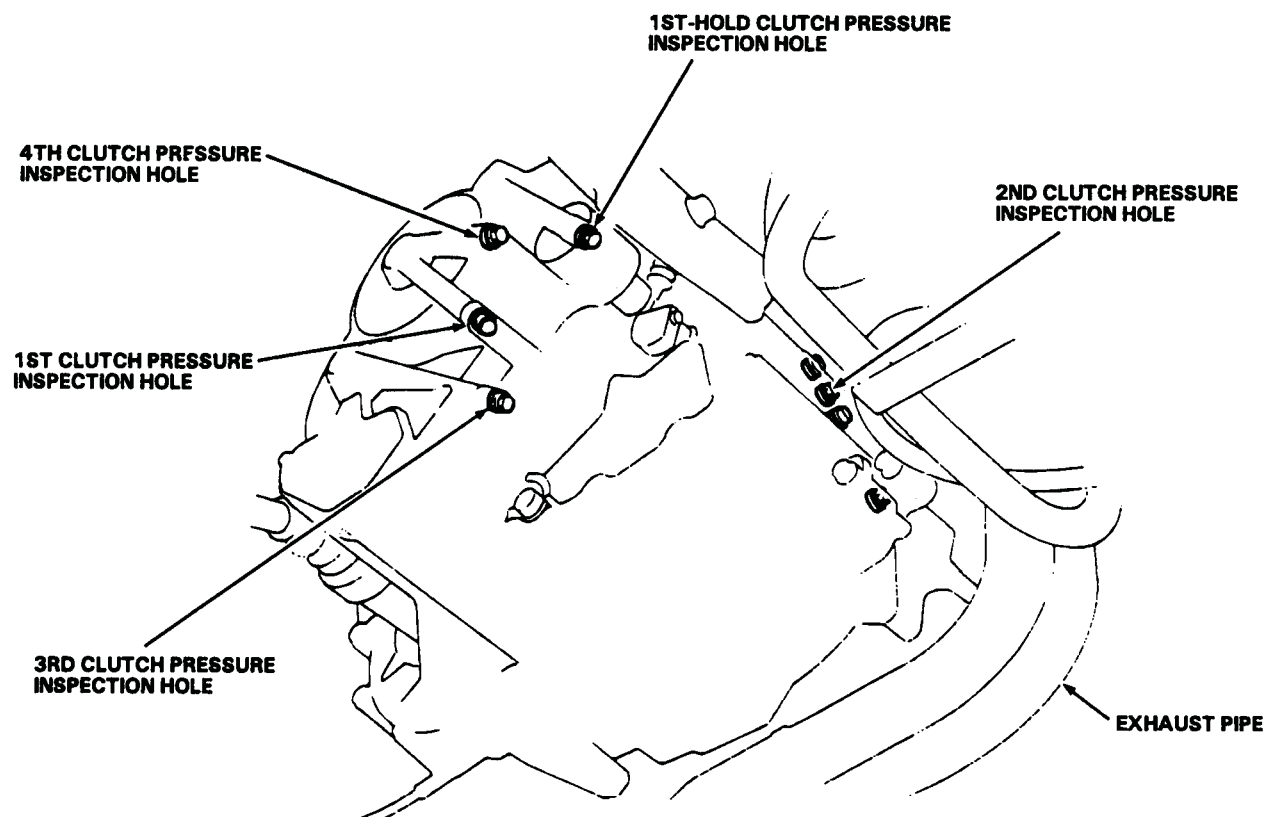 1ST-HOLD CLUTCH PRESSURE
INSPECTION HOLE
4TH CLUTCH PRESSURE
INSPECTION HOLE
2ND CLUTCH PRESSURE
INSPECTION HOLE
1ST CLUTCH PRESSURE
INSPECTION HOLE
3RD CLUTCH PRESSURE
INSPECTION HOLE
EXHAUST PIPE